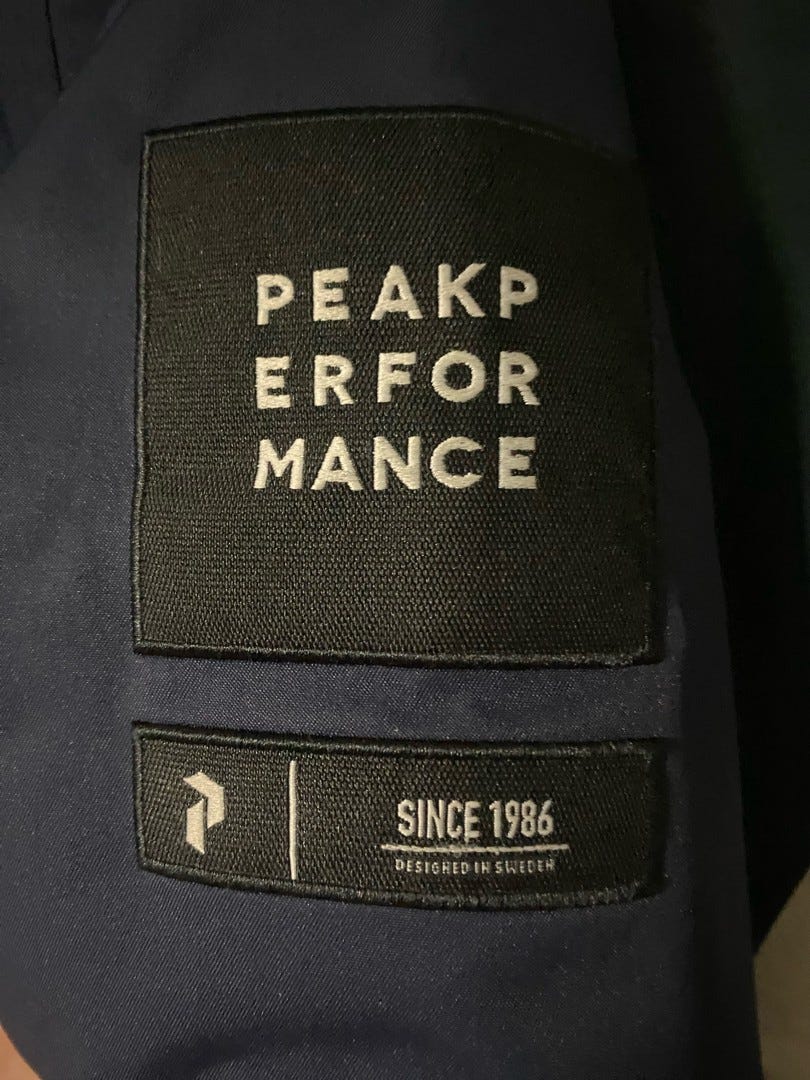 PEAKP
ERFOR
MANCE
SINCE 1986
DESIGNED IN SWEDEN